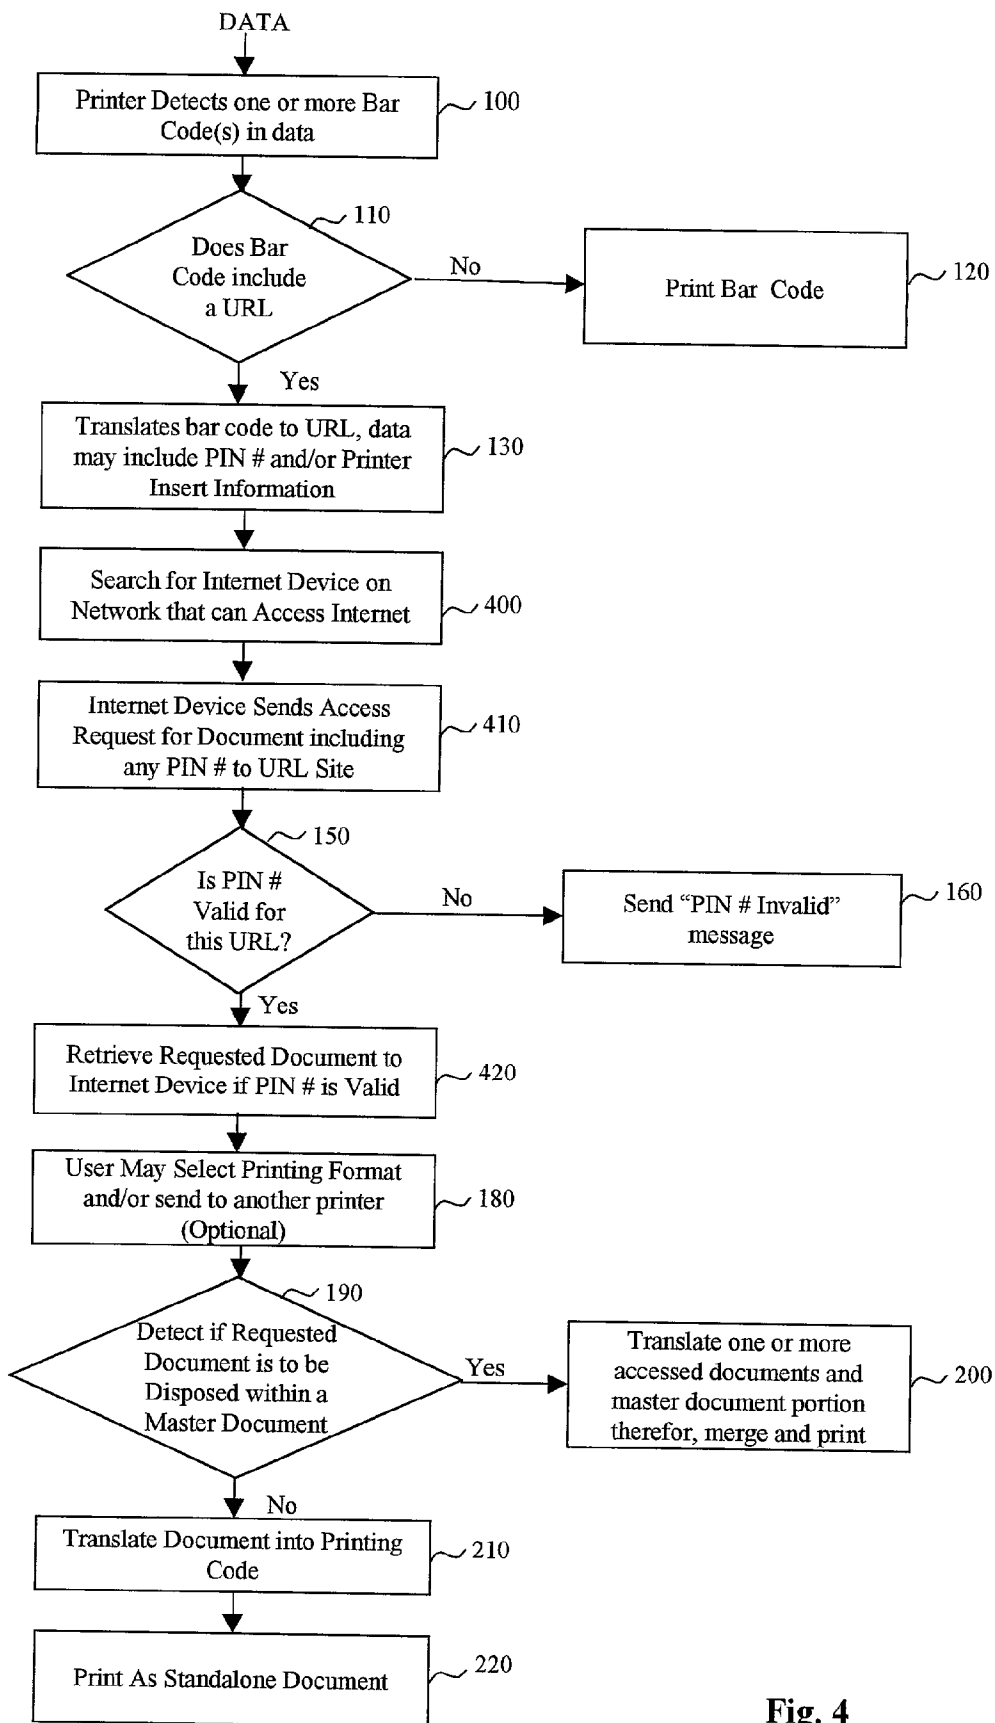 DATA
Printer Detects one or more Bar
Code(s) in data
100
110
Does Bar
Code include
a URL
No
Print Bar Code
120
Yes
Translates bar code to URL, data
may include PIN # and/or Printer
Insert Information
130
Search for Internet Device on
Network that can Access Internet
400
Internet Device Sends Access
Request for Document including
any PIN # to URL Site
410
150
Is PIN #
Valid for
this URL?
No
Send “PIN # Invalid”
message
160
Yes
Retrieve Requested Document to
Internet Device if PIN # is Valid
420
User May Select Printing Format
and/or send to another printer
(Optional)
180
190
Detect if Requested
Document is to be
Disposed within a
Master Document
Yes
Translate one or more
accessed documents and
master document portion
therefor, merge and print
200
No
Translate Document into Printing
Code
210
Print As Standalone Document
220
Fig. 4